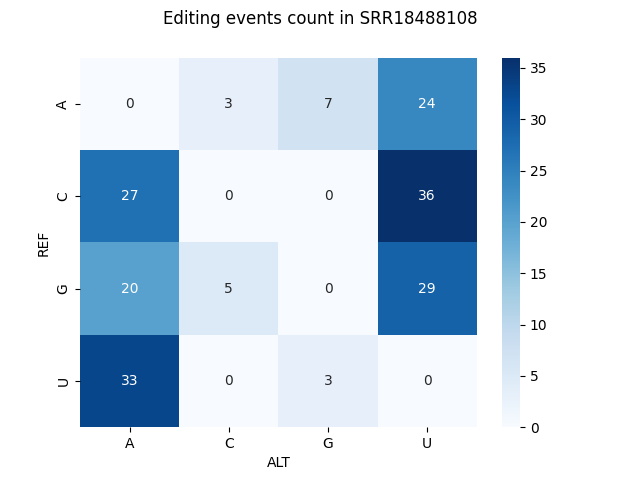 Editing events count in SRR18488108
A 0 3 7 24
C 27 0 0 36
G 20 5 0 29
U 33 0 3 0
A C G U
REF
ALT
35
30
25
20
15
10
5
0